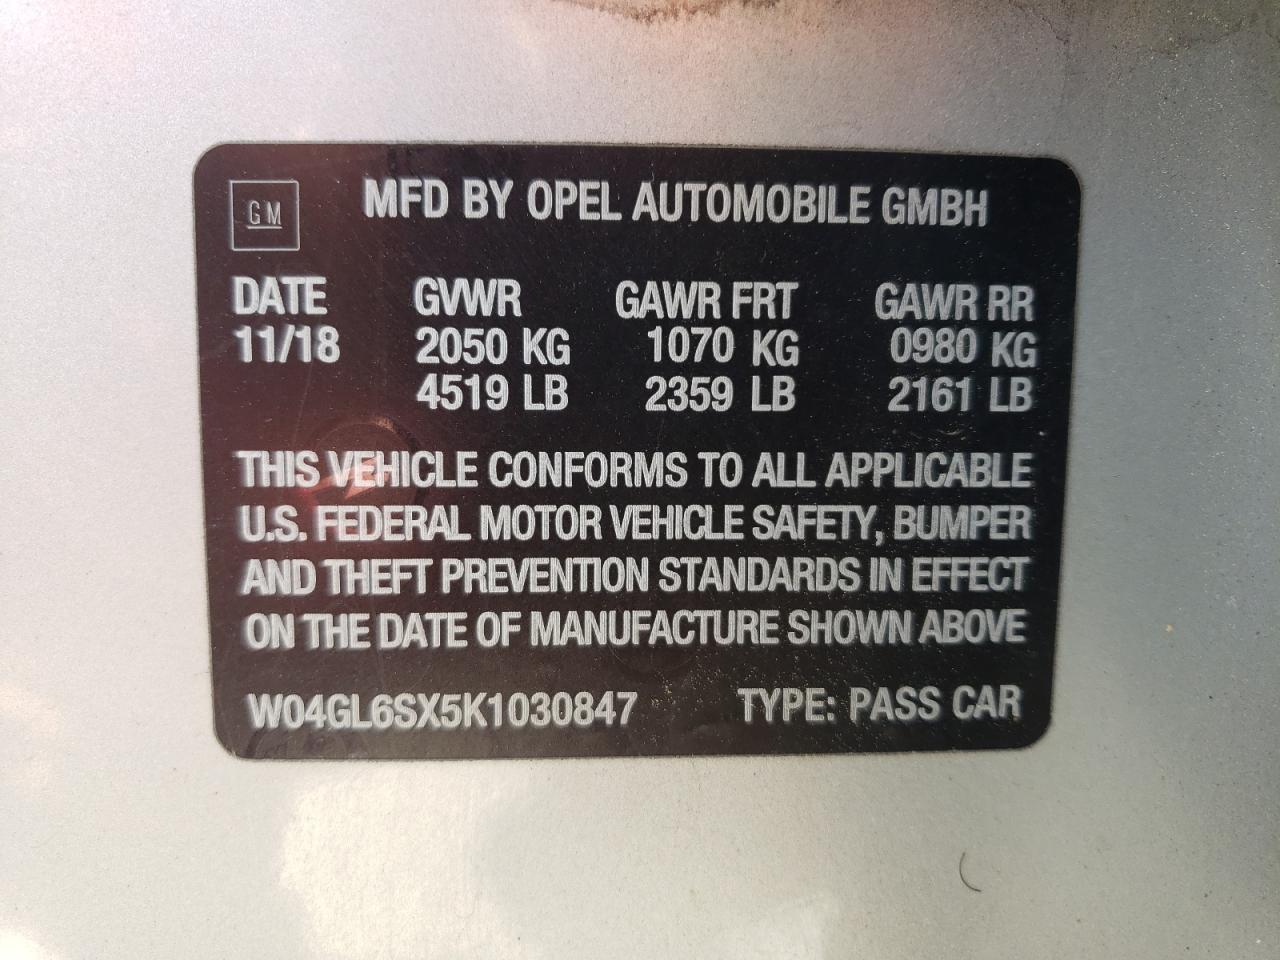 GM
MFD BY OPEL AUTOMOBILE GMBH
DATE GVWR GAWR FRT GAWR RR
11/18 2050 KG 1070 KG 0980 KG
4519 LB 2359 LB 2161 LB
THIS VEHICLE CONFORMS TO ALL APPLICABLE
U.S. FEDERAL MOTOR VEHICLE SAFETY, BUMPER
AND THEFT PREVENTION STANDARDS IN EFFECT
ON THE DATE OF MANUFACTURE SHOWN ABOVE
W04GL6SX5K1030847 TYPE: PASS CAR